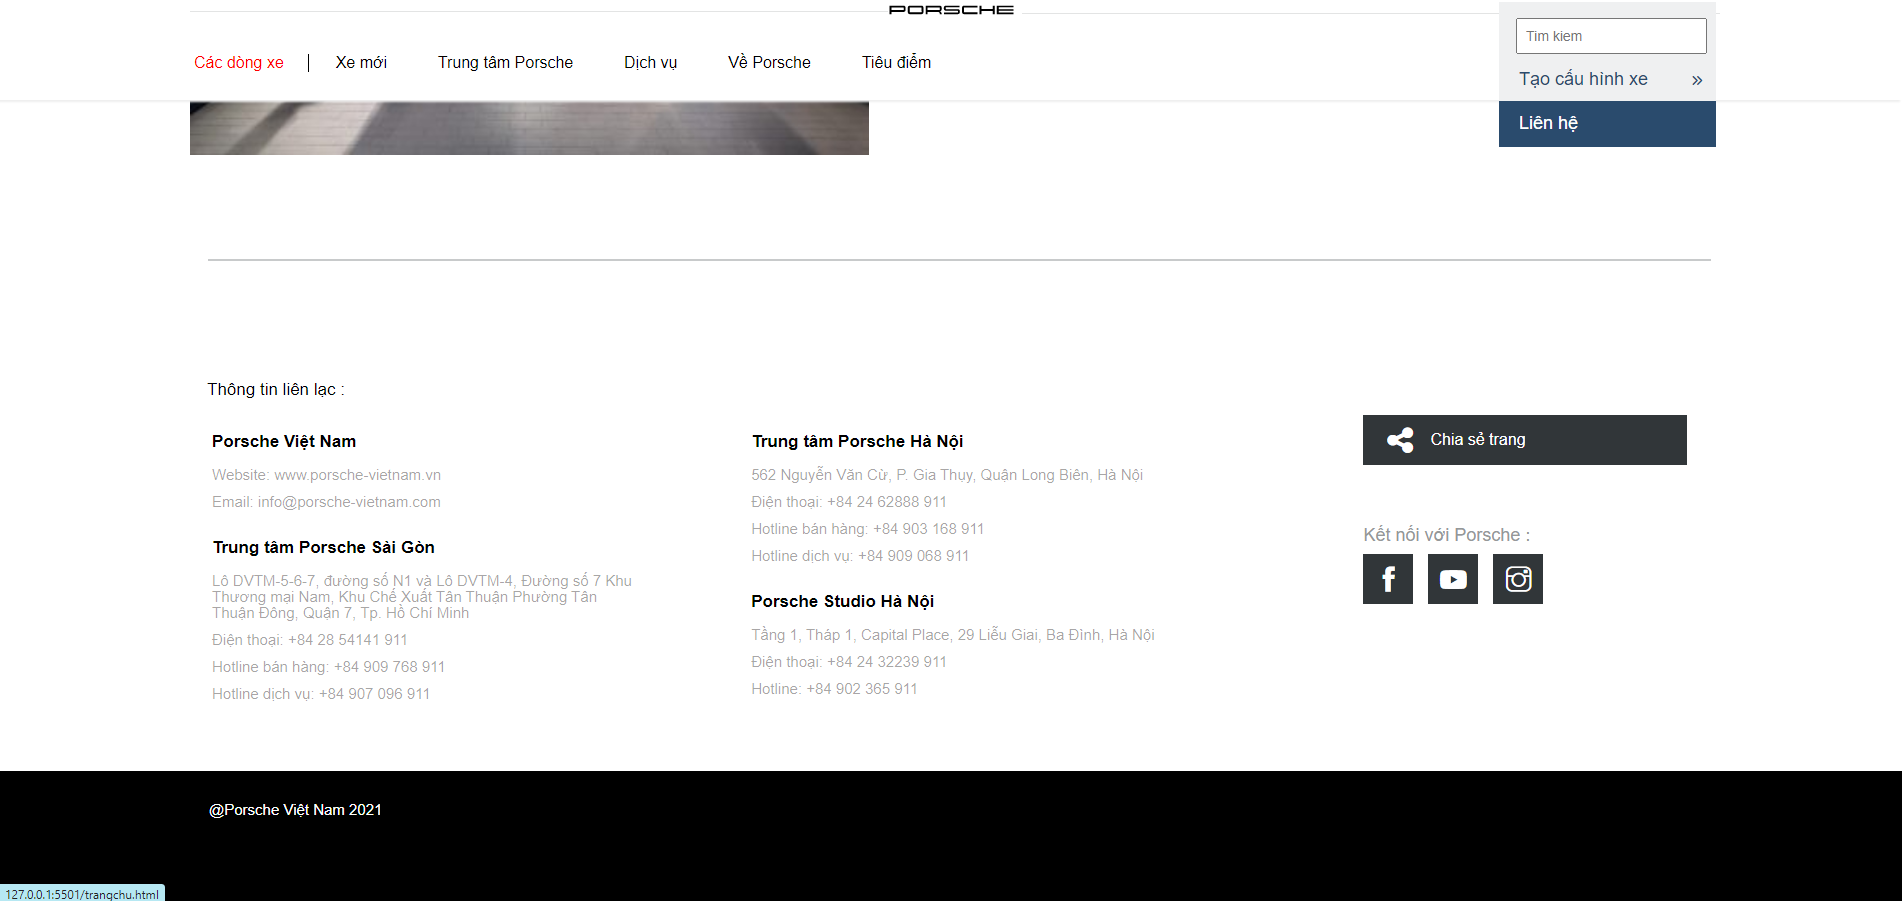 PORSCHE
Các dòng xe
Xe mới
Trung tâm Porsche
Dịch vụ
Về Porsche
Tiêu điểm
Tim kiem
Tạo cấu hình xe »
Liên hệ
Thông tin liên lạc :
Porsche Việt Nam
Website: www.porsche-vietnam.vn
Email: info@porsche-vietnam.com
Trung tâm Porsche Sài Gòn
Lô DVTM-5-6-7, đường số N1 và Lô DVTM-4, Đường số 7 Khu
Thương mại Nam, Khu Chế Xuất Tân Thuận Phường Tân
Thuận Đông, Quận 7, Tp. Hồ Chí Minh
Điện thoại: +84 28 54141 911
Hotline bán hàng: +84 909 768 911
Hotline dịch vụ: +84 907 096 911
Trung tâm Porsche Hà Nội
562 Nguyễn Văn Cừ, P. Gia Thụy, Quận Long Biên, Hà Nội
Điện thoại: +84 24 62888 911
Hotline bán hàng: +84 903 168 911
Hotline dịch vụ: +84 909 068 911
Porsche Studio Hà Nội
Tầng 1, Tháp 1, Capital Place, 29 Liễu Giai, Ba Đình, Hà Nội
Điện thoại: +84 24 32239 911
Hotline: +84 902 365 911
Chia sẻ trang
Kết nối với Porsche :
@Porsche Việt Nam 2021
127.0.0.1:5501/trangchu.html